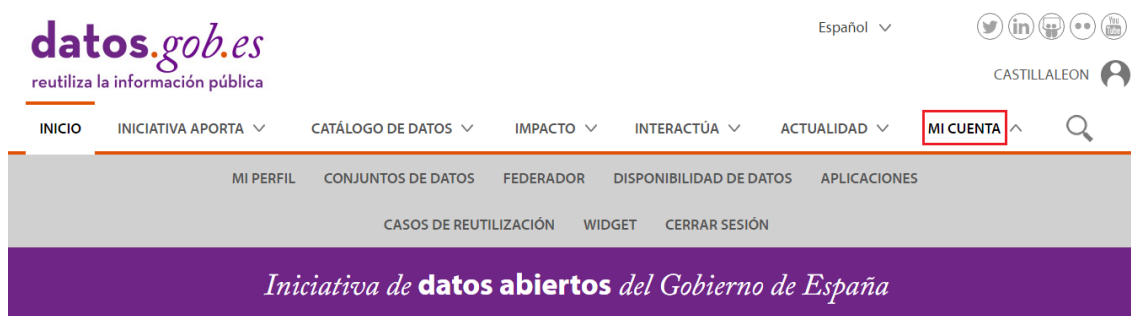 Español
You Tube
datos.gob.es
reutiliza la información pública
CASTILLALEON
INICIO INICIATIVA APORTA CATÁLOGO DE DATOS IMPACTO INTERACTÚA ACTUALIDAD MI CUENTA
MI PERFIL CONJUNTOS DE DATOS FEDERADOR DISPONIBILIDAD DE DATOS APLICACIONES
CASOS DE REUTILIZACIÓN WIDGET CERRAR SESIÓN
Iniciativa de datos abiertos del Gobierno de España